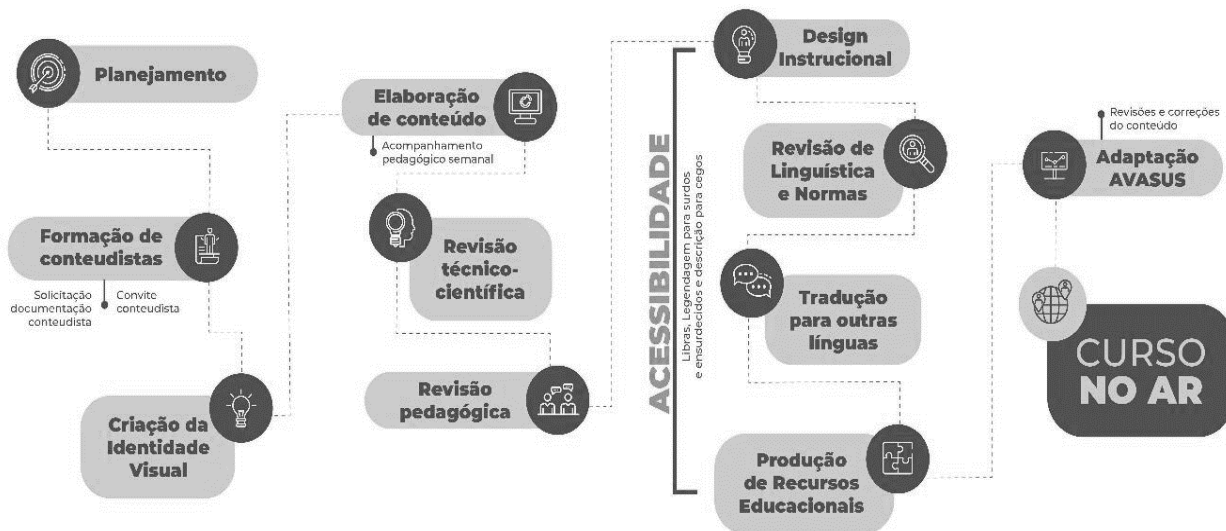 Planejamento
Formação de
conteudistas
Solicitação
documentação
conteudista
Convite
conteudista
Criação da
Identidade
Visual
Elaboração
de conteúdo
Acompanhamento
pedagógico semanal
Revisão
técnico-
científica
Revisão
pedagógica
ACESSIBILIDADE
Libras, Legendagem para surdos
e ensurdecidos e descrição para cegos
Design
Instrucional
Revisão de
Linguística
e Normas
Tradução
para outras
línguas
Produção
de Recursos
Educacionais
Revisões e correções
do conteúdo
Adaptação
AVASUS
CURSO
NO AR